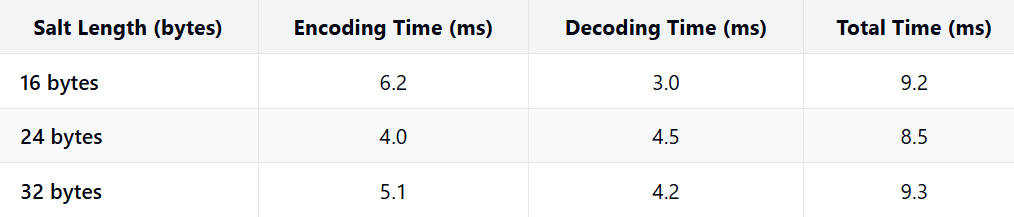 Salt Length (bytes) Encoding Time (ms) Decoding Time (ms) Total Time (ms)
16 bytes 6.2 3.0 9.2
24 bytes 4.0 4.5 8.5
32 bytes 5.1 4.2 9.3